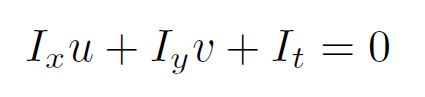 I_x u + I_y v + I_t = 0